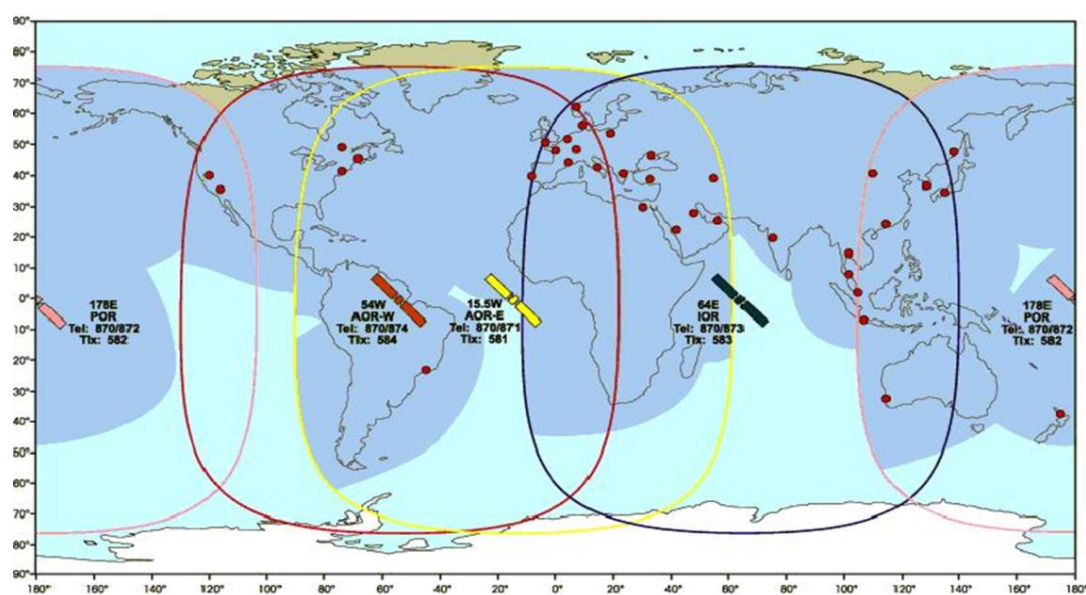 90°
80°
70°
60°
50°
40°
30°
20°
10°
0°
10°
20°
30°
40°
50°
60°
70°
80°
90°
178E
POR
Tel: 870/872
Tlx: 582
54W
AOR-W
Tel: 870/874
Tlx: 584
15.5W
AOR-E
Tel: 870/871
Tlx: 581
64E
IOR
Tel: 870/873
Tlx: 583
178E
POR
Tel: 870/872
Tlx: 582
180° 160° 140° 120° 100° 80° 60° 40° 20° 0° 20° 40° 60° 80° 100° 120° 140° 160° 180°